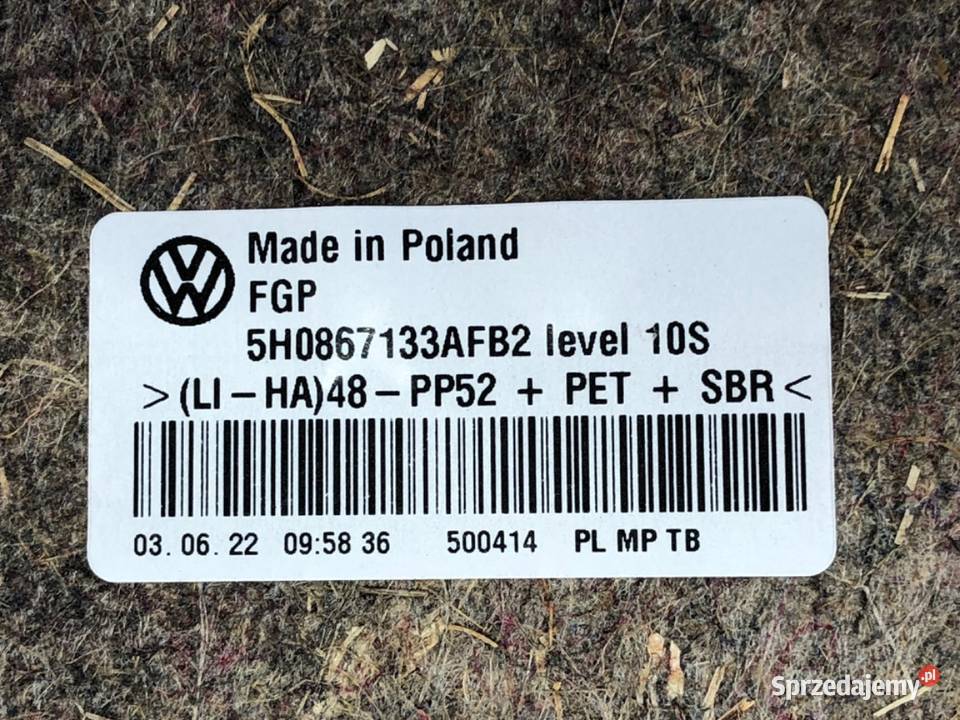 Made in Poland
FGP
5H0867133AFB2 level 10S
>(LI-HA)48-PP52 + PET + SBR<
03. 06. 22 09:58 36 500414 PL MP TB
Sprzedajemy.pl